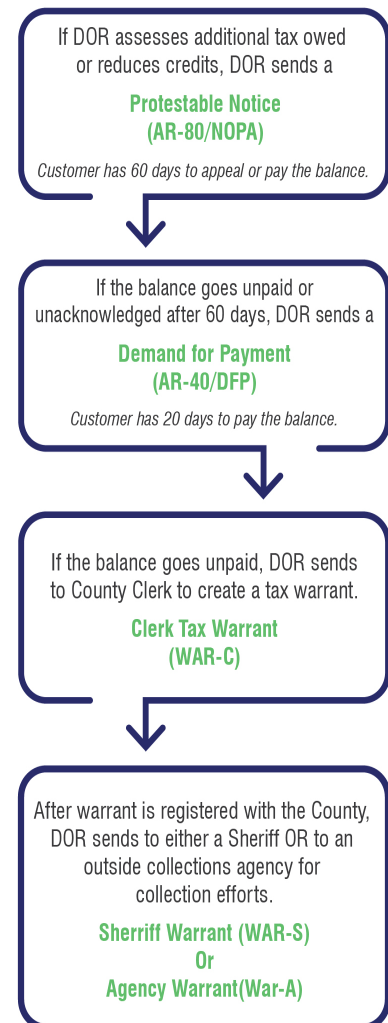 If DOR assesses additional tax owed
or reduces credits, DOR sends a
Protestable Notice
(AR-80/NOPA)
Customer has 60 days to appeal or pay the balance.
If the balance goes unpaid or
unacknowledged after 60 days, DOR sends a
Demand for Payment
(AR-40/DFP)
Customer has 20 days to pay the balance.
If the balance goes unpaid, DOR sends
to County Clerk to create a tax warrant.
Clerk Tax Warrant
(WAR-C)
After warrant is registered with the County,
DOR sends to either a Sheriff OR to an
outside collections agency for
collection efforts.
Sherriff Warrant (WAR-S)
Or
Agency Warrant(War-A)